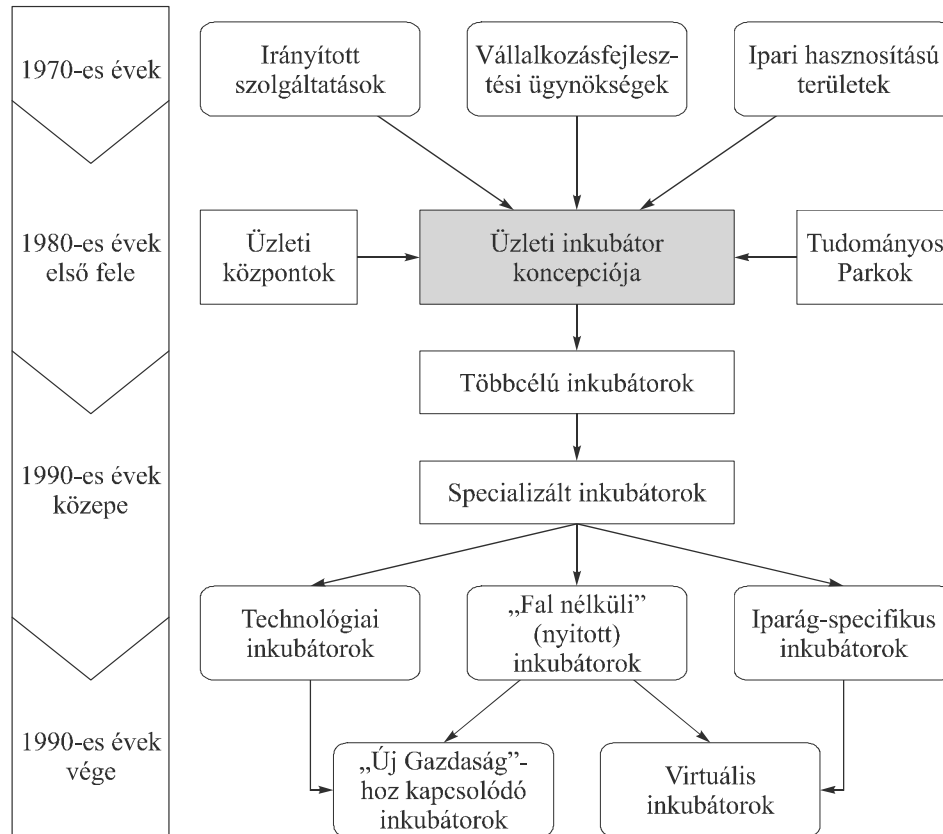 1970-es évek
Irányított
szolgáltatások
Vállalkozásfejlesz-
tési ügynökségek
Ipari hasznosítású
területek
1980-es évek
első fele
Üzleti
központok
Üzleti inkubátor
koncepciója
Tudományos
Parkok
Többcélú inkubátorok
1990-es évek
közepe
Specializált inkubátorok
Technológiai
inkubátorok
„Fal nélküli”
(nyitott)
inkubátorok
Iparág-specifikus
inkubátorok
1990-es évek
vége
„Új Gazdaság”-
hoz kapcsolódó
inkubátorok
Virtuális
inkubátorok